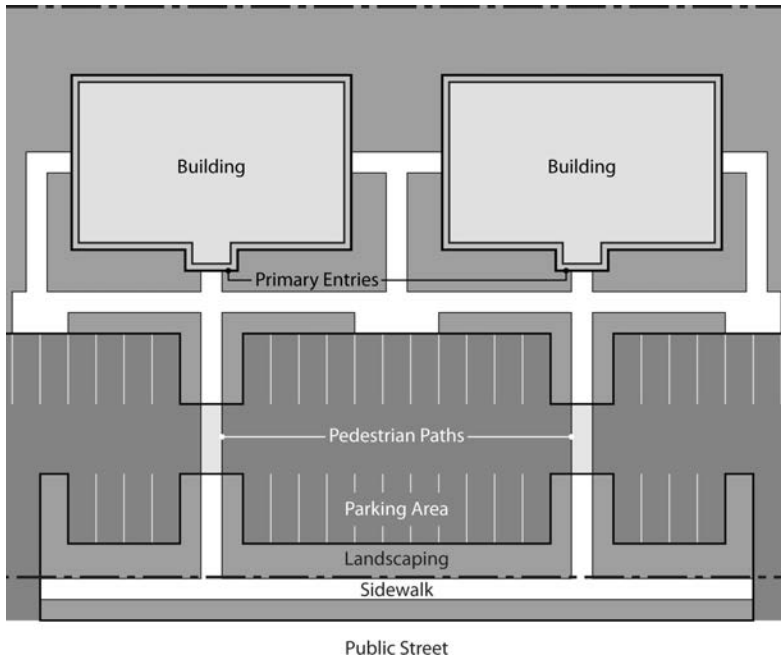 Building
Building
Primary Entries
Pedestrian Paths
Parking Area
Landscaping
Sidewalk
Public Street